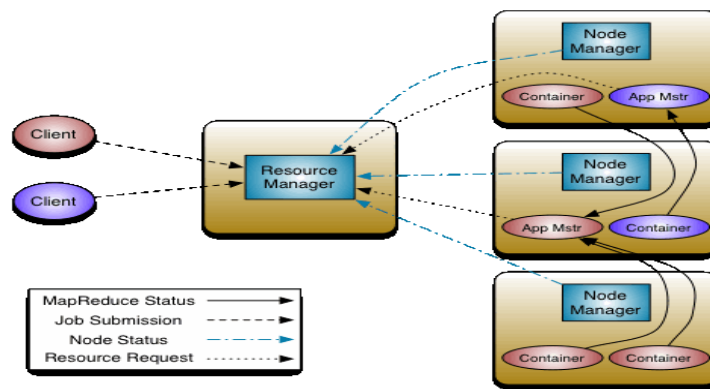 Node
Manager
Container
App Mstr
Client
Resource
Manager
Node
Manager
Client
App Mstr
Container
Node
Manager
MapReduce Status
Job Submission
Node Status
Resource Request
Container
Container